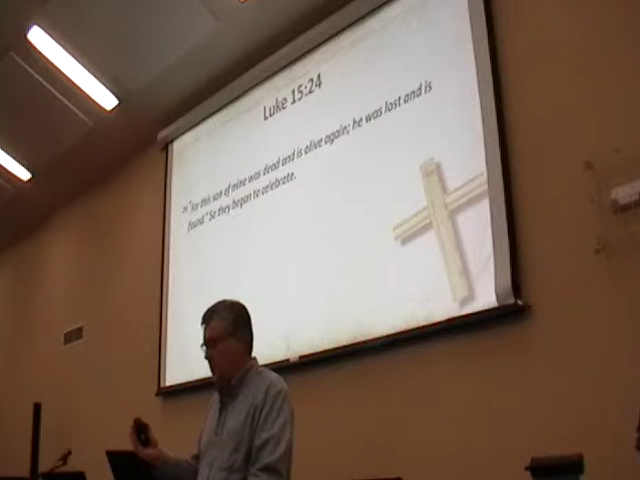 Luke 15:24
"For this son of mine was dead and is alive again; he was lost and is
found." So they began to celebrate.